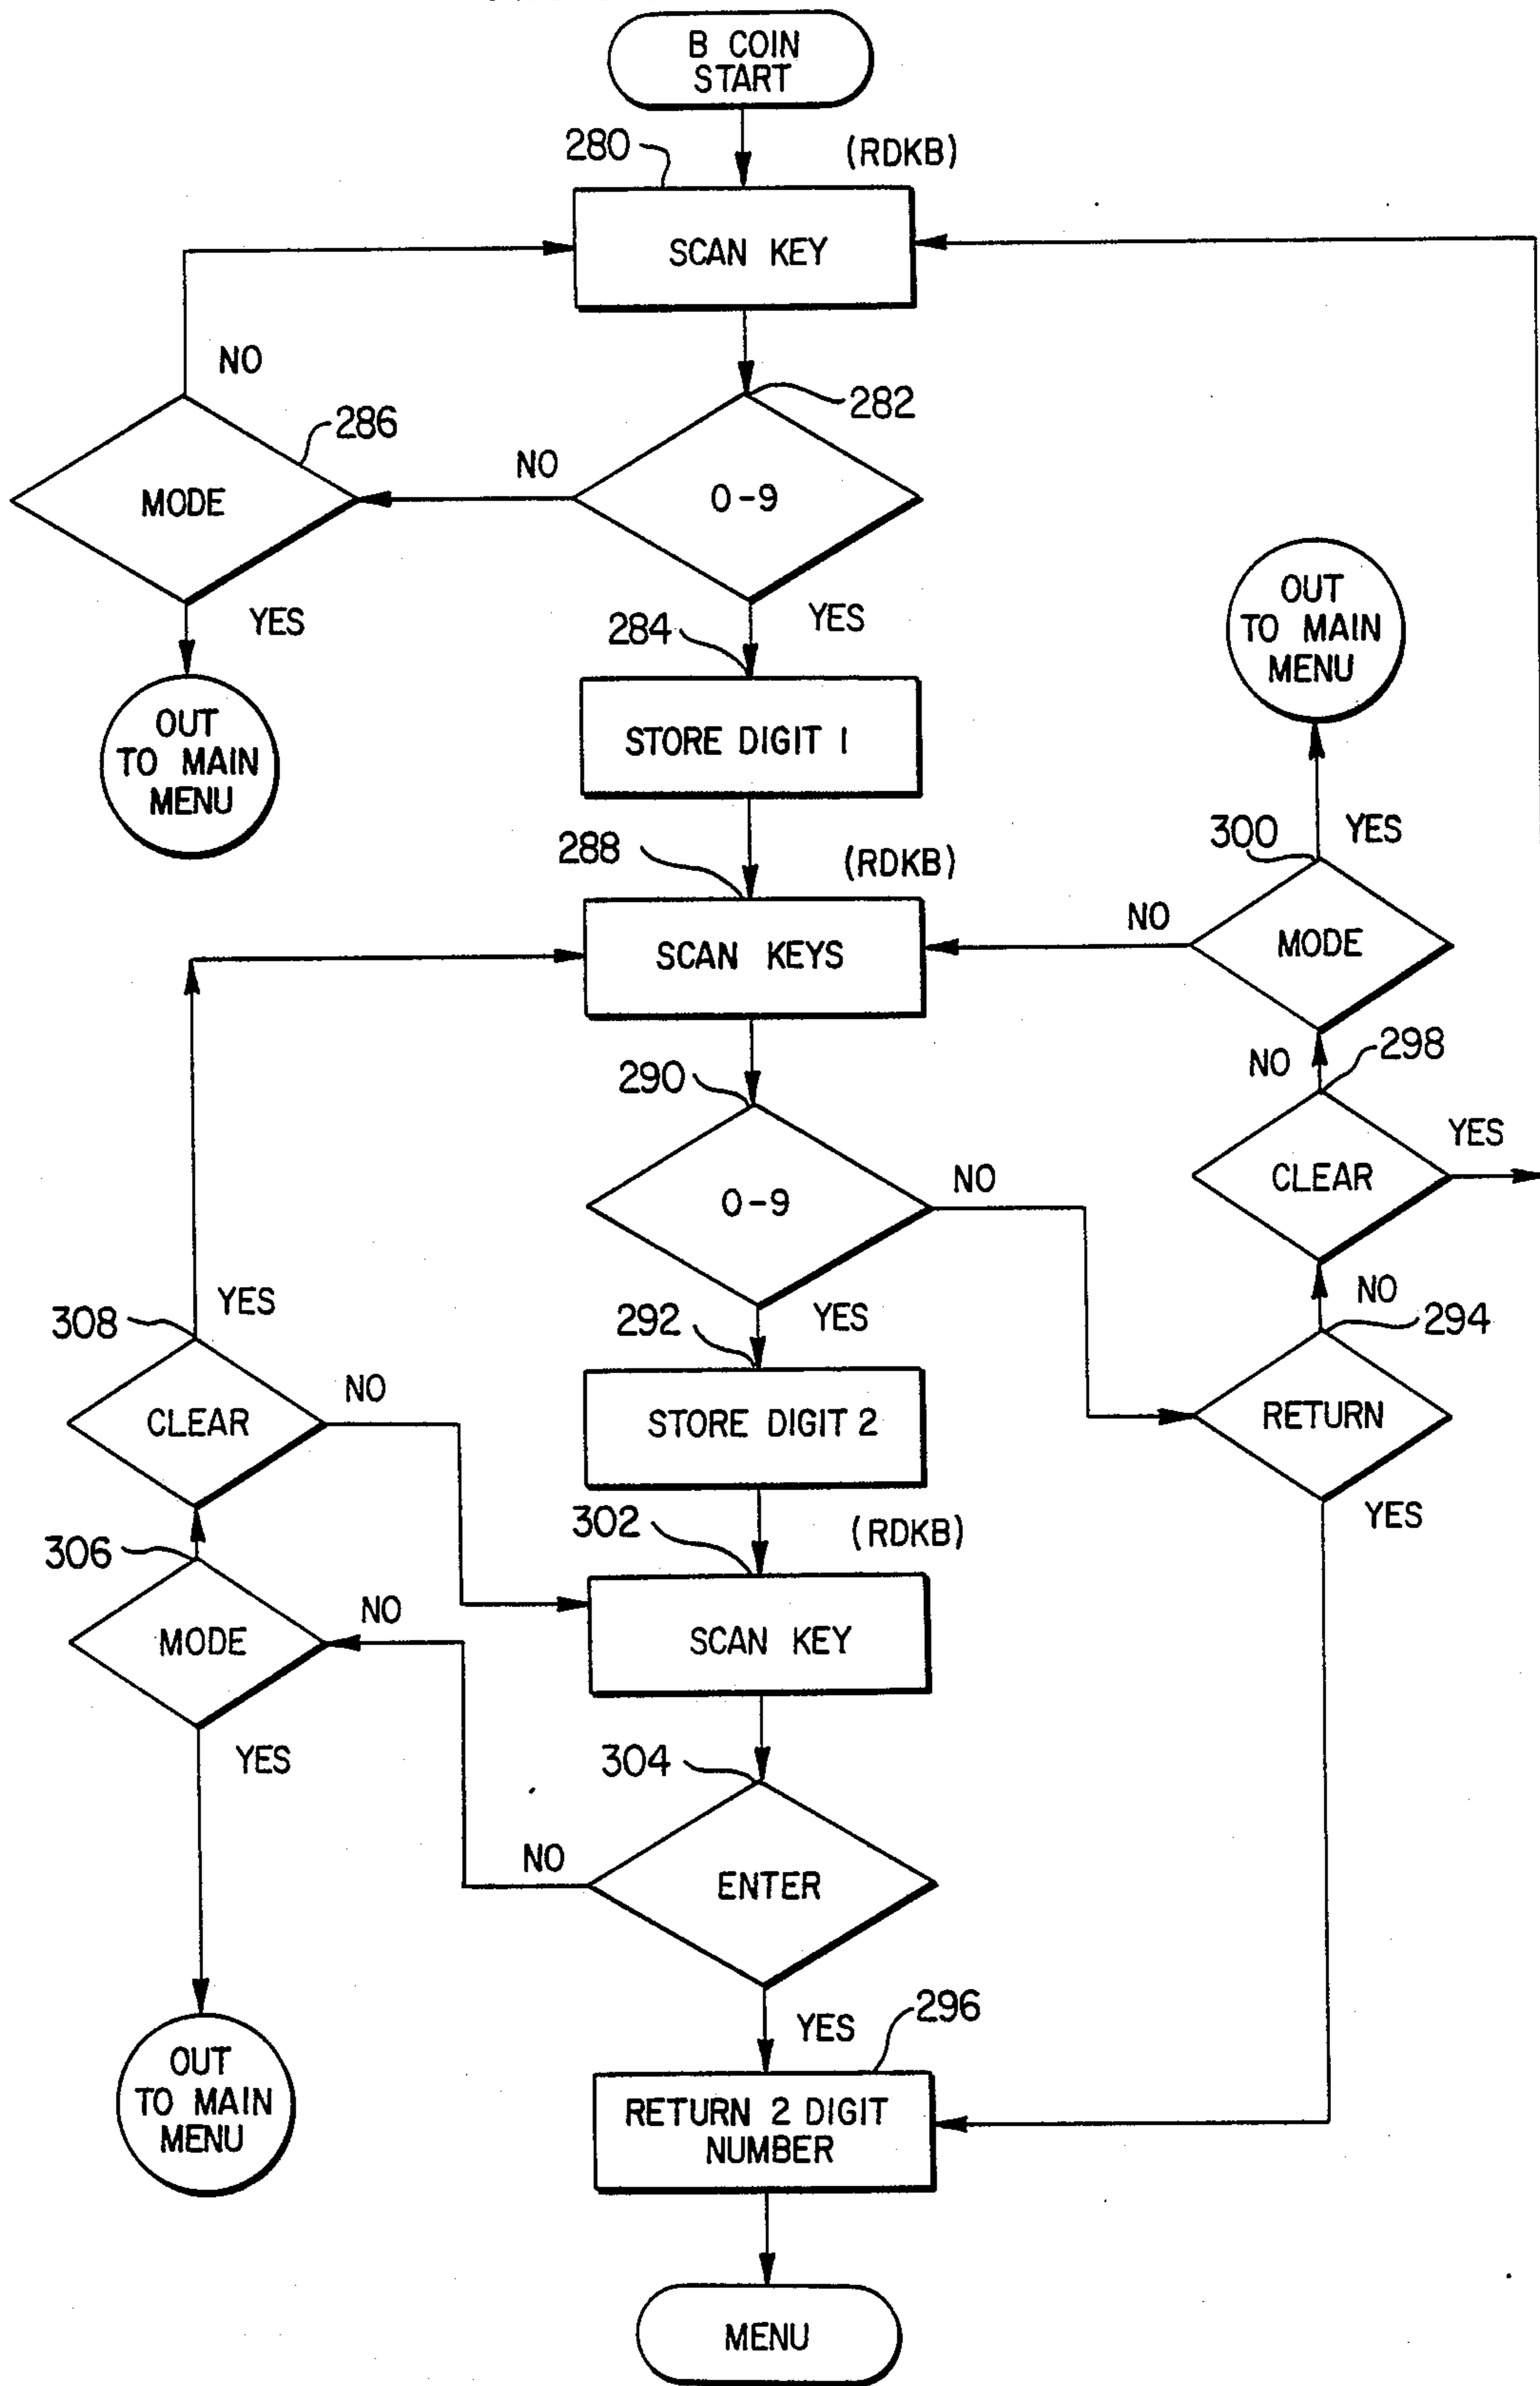 B COIN
START
280
(RDKB)
SCAN KEY
NO
286
282
NO
MODE
0-9
YES
YES
284
OUT
TO MAIN
MENU
OUT
TO MAIN
MENU
STORE DIGIT 1
288
(RDKB)
300
YES
NO
SCAN KEYS
MODE
290
NO
298
YES
0-9
NO
CLEAR
YES
308
292
YES
NO
294
NO
CLEAR
STORE DIGIT 2
RETURN
302
(RDKB)
YES
306
NO
MODE
SCAN KEY
YES
304
NO
ENTER
296
YES
OUT
TO MAIN
MENU
RETURN 2 DIGIT
NUMBER
MENU